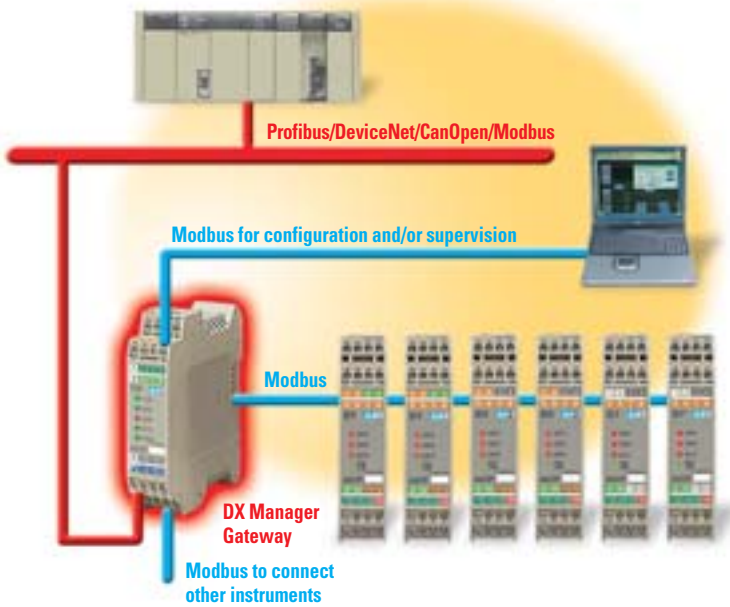 Profibus/DeviceNet/CanOpen/Modbus
Modbus for configuration and/or supervision
Modbus
DX Manager
Gateway
Modbus to connect
other instruments